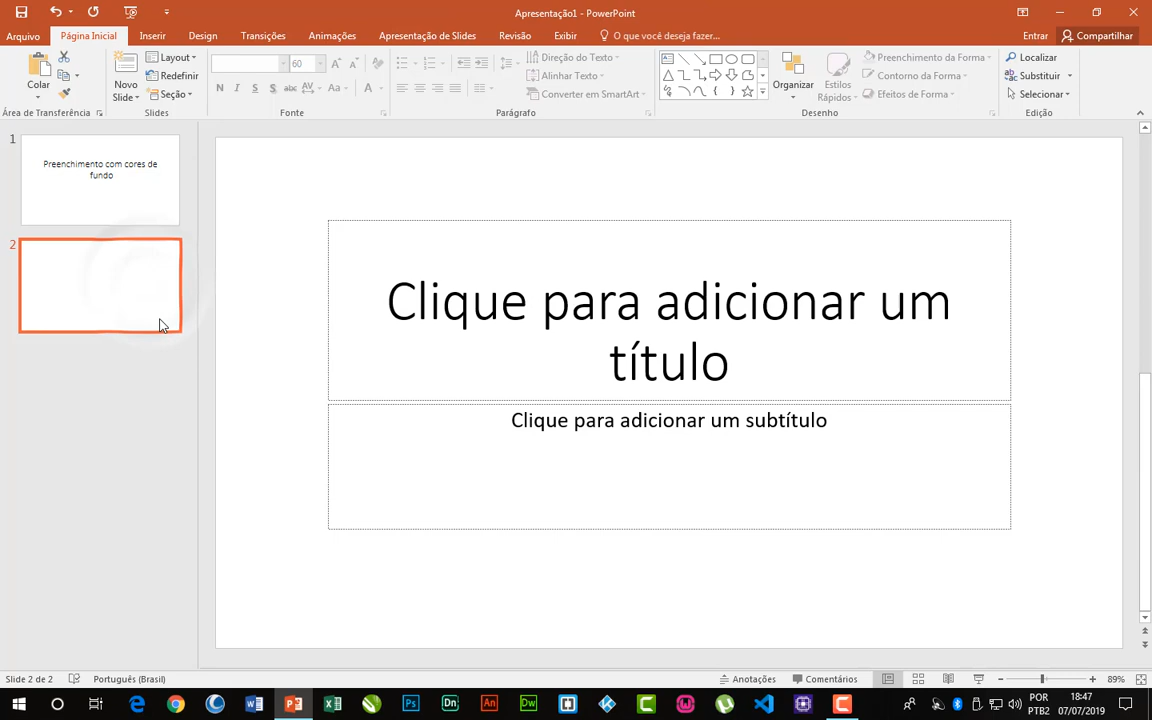 Apresentação1 - PowerPoint
Arquivo Página Inicial Inserir Design Transições Animações Apresentação de Slides Revisão Exibir O que você deseja fazer... Entrar Compartilhar
Colar
Novo Slide
Layout
Redefinir
Seção
60
N I S S abc AV Aa A
Direção do Texto
Alinhar Texto
Converter em SmartArt
Organizar
Estilos Rápidos
Preenchimento da Forma
Contorno da Forma
Efeitos de Forma
Localizar
Substituir
Selecionar
Área de Transferência Slides Fonte Parágrafo Desenho Edição
1
Preenchimento com cores de
fundo
2
Clique para adicionar um
título
Clique para adicionar um subtítulo
Slide 2 de 2 Português (Brasil) Anotações Comentários 89%
POR
PTB2
18:47
07/07/2019